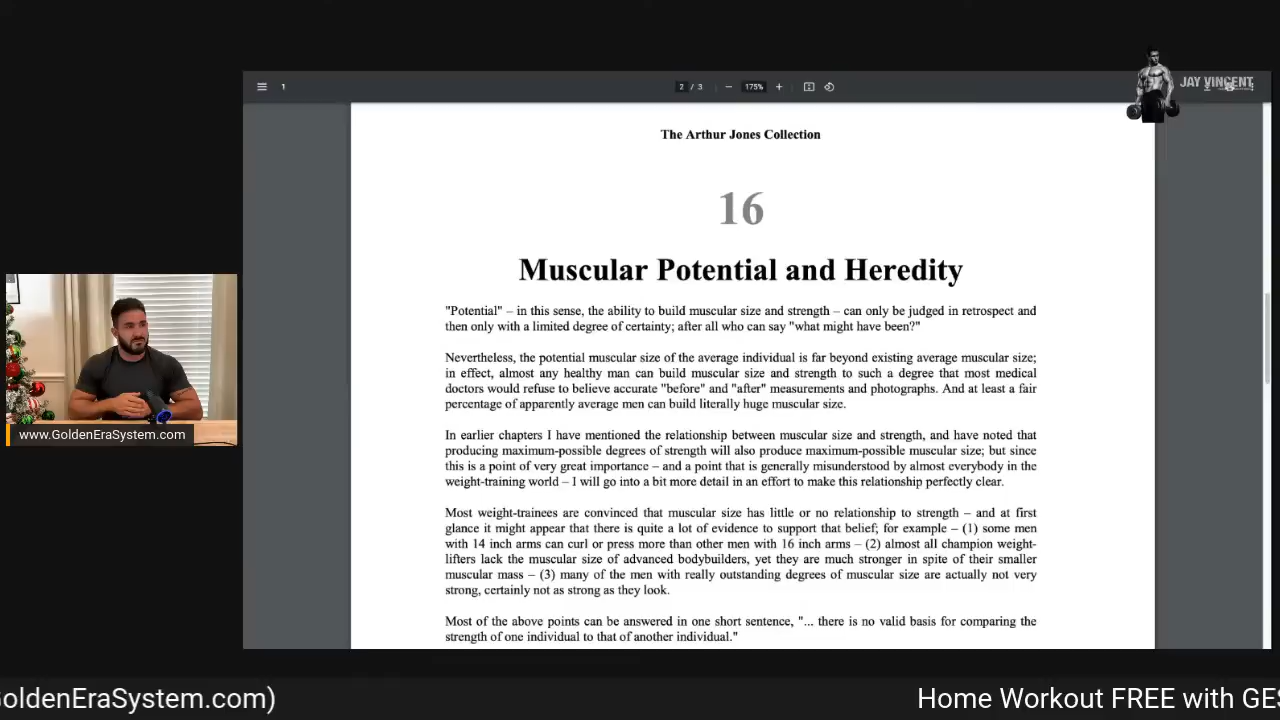 1
2 / 3
175%
JAY VINCENT
The Arthur Jones Collection
16
Muscular Potential and Heredity
"Potential" – in this sense, the ability to build muscular size and strength – can only be judged in retrospect and
then only with a limited degree of certainty; after all who can say "what might have been?"
Nevertheless, the potential muscular size of the average individual is far beyond existing average muscular size;
in effect, almost any healthy man can build muscular size and strength to such a degree that most medical
doctors would refuse to believe accurate "before" and "after" measurements and photographs. And at least a fair
percentage of apparently average men can build literally huge muscular size.
In earlier chapters I have mentioned the relationship between muscular size and strength, and have noted that
producing maximum-possible degrees of strength will also produce maximum-possible muscular size; but since
this is a point of very great importance – and a point that is generally misunderstood by almost everybody in the
weight-training world – I will go into a bit more detail in an effort to make this relationship perfectly clear.
Most weight-trainees are convinced that muscular size has little or no relationship to strength – and at first
glance it might appear that there is quite a lot of evidence to support that belief; for example – (1) some men
with 14 inch arms can curl or press more than other men with 16 inch arms – (2) almost all champion weight-
lifters lack the muscular size of advanced bodybuilders, yet they are much stronger in spite of their smaller
muscular mass – (3) many of the men with really outstanding degrees of muscular size are actually not very
strong, certainly not as strong as they look.
Most of the above points can be answered in one short sentence, "... there is no valid basis for comparing the
strength of one individual to that of another individual."
www.GoldenEraSystem.com
GoldenEraSystem.com)
Home Workout FREE with GES